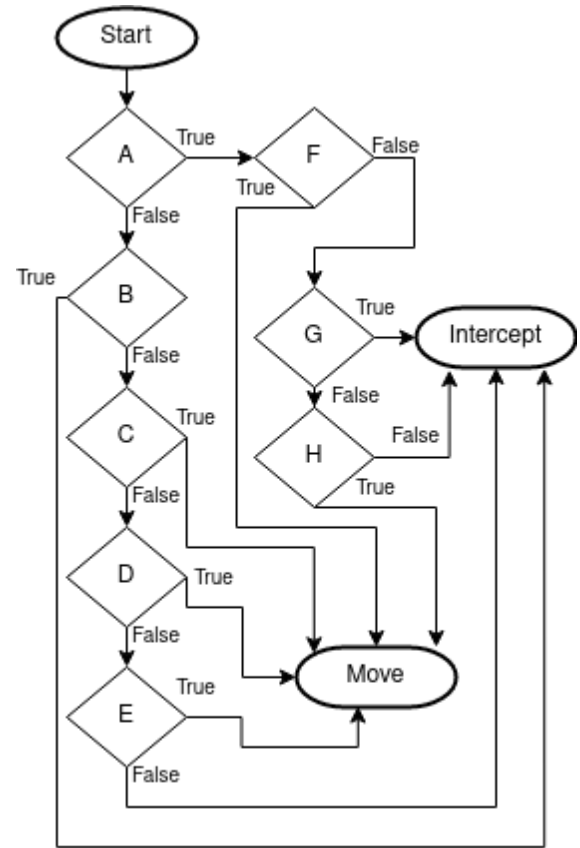 Start
A
True
F
False
True
False
True
B
G
True
Intercept
False
False
C
True
H
False
True
False
D
True
False
Move
E
True
False